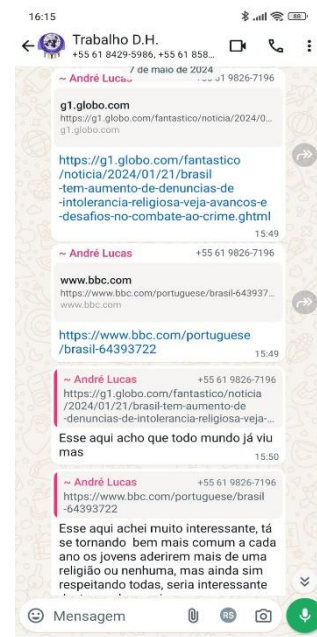 16:15
88
Trabalho D.H.
+55 61 8429-5986, +55 61 858...
7 de maio de 2024
~ André Lucas
61 9826-7196
g1.globo.com
https://g1.globo.com/fantastico/noticia/2024/0...
g1.globo.com
https://g1.globo.com/fantastico
/noticia/2024/01/21/brasil
-tem-aumento-de-denuncias-de
-intolerancia-religiosa-veja-avancos-e
-desafios-no-combate-ao-crime.ghtml
15:49
~ André Lucas
+55 61 9826-7196
www.bbc.com
https://www.bbc.com/portuguese/brasil-643937...
www.bbc.com
https://www.bbc.com/portuguese
/brasil-64393722
15:49
~ André Lucas
+55 61 9826-7196
https://g1.globo.com/fantastico/noticia
/2024/01/21/brasil-tem-aumento-de
-denuncias-de-intolerancia-religiosa-veja-...
Esse aqui acho que todo mundo já viu
mas
15:50
~ André Lucas
+55 61 9826-7196
https://www.bbc.com/portuguese/brasil
-64393722
Esse aqui achei muito interessante, tá
se tornando bem mais comum a cada
ano os jovens aderirem mais de uma
religião ou nenhuma, mas ainda sim
respeitando todas, seria interessante
Mensagem
R$